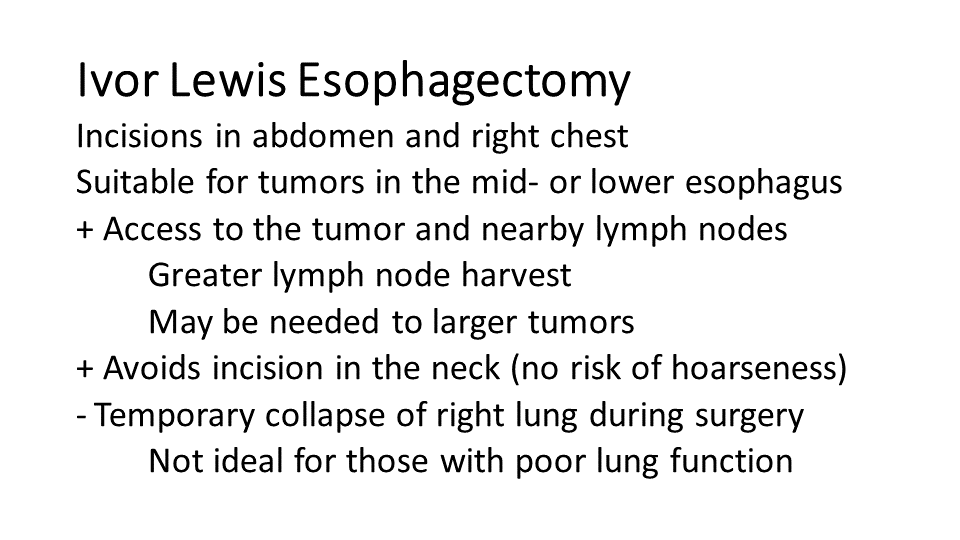 Ivor Lewis Esophagectomy
Incisions in abdomen and right chest
Suitable for tumors in the mid- or lower esophagus
+ Access to the tumor and nearby lymph nodes
Greater lymph node harvest
May be needed to larger tumors
+ Avoids incision in the neck (no risk of hoarseness)
- Temporary collapse of right lung during surgery
Not ideal for those with poor lung function